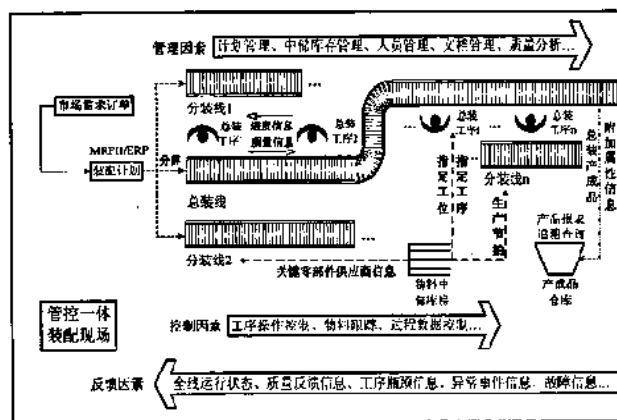 管理因素
计划管理、中储库存管理、人员管理、文档管理、质量分析...
分装线1
市场需求订单
总装
工序1
进度信息
质量信息
总装
工序2
总装
工序i
总装
工序n
MRPII/ERP
装配计划
分解
总装线
指定工位
指定工序
分装线n
生产节拍
总装产成品
附加属性信息
分装线2
关键零部件供应商信息
物料中
储库房
产品报表
追溯查询
产成品
仓库
管控一体
装配现场
控制因素
工序操作控制、物料跟踪、过程数据控制...
反馈因素
全线运行状态、质量反馈信息、工序瓶颈信息、异常事件信息、故障信息...